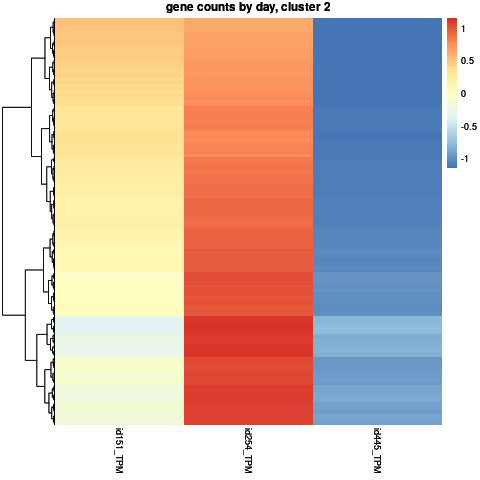 gene counts by day, cluster 2
1
0.5
0
-0.5
-1
id151_TPM
id254_TPM
id445_TPM